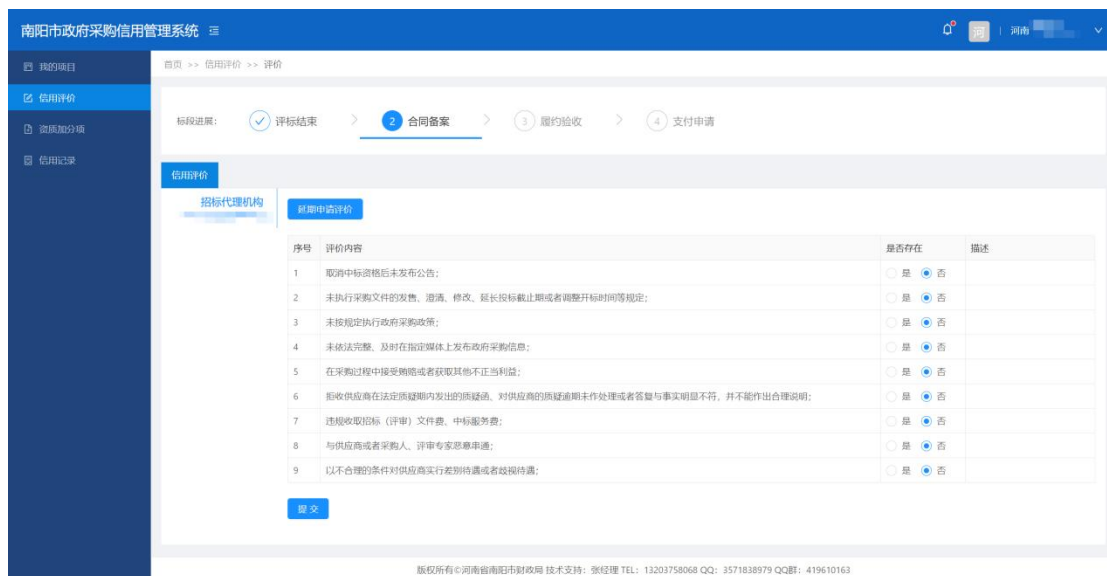 南阳市政府采购信用管理系统
河 | 河南
我的项目
信用评价
资质加分项
信用记录
首页 >> 信用评价 >> 评价
标段进展: 评标结束 > 2 合同备案 > 3 履约验收 > 4 支付申请
信用评价
招标代理机构
延期申请评价
序号 评价内容 是否存在 描述
1 取消中标资格后未发布公告; 是 否
2 未执行采购文件的发售、澄清、修改、延长投标截止期或者调整开标时间等规定; 是 否
3 未按规定执行政府采购政策; 是 否
4 未依法完整、及时在指定媒体上发布政府采购信息; 是 否
5 在采购过程中接受贿赂或者获取其他不正当利益; 是 否
6 拒收供应商在法定质疑期内发出的质疑函、对供应商的质疑逾期未作处理或者答复与事实明显不符，并不能作出合理说明; 是 否
7 违规收取招标（评审）文件费、中标服务费; 是 否
8 与供应商或者采购人、评审专家恶意串通; 是 否
9 以不合理的条件对供应商实行差别待遇或者歧视待遇; 是 否
提 交
版权所有©河南省南阳市财政局 技术支持：张经理 TEL：13203758068 QQ：3571838979 QQ群：419610163